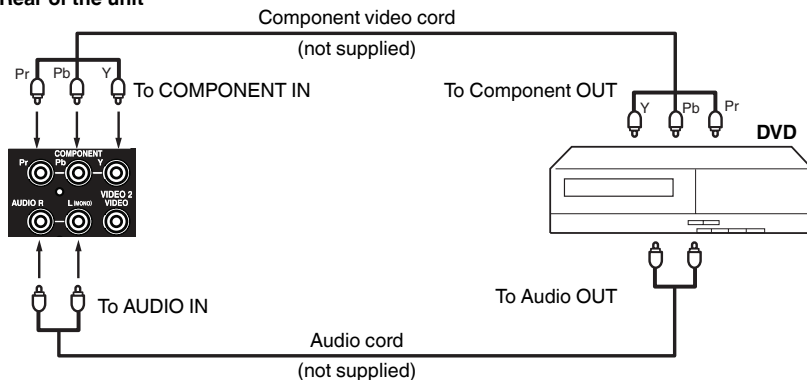 Rear of the unit
Component video cord
(not supplied)
Pr Pb Y
To COMPONENT IN
To Component OUT
Y Pb Pr
DVD
COMPONENT
Pr Pb Y
VIDEO 2
AUDIO R L (MONO) VIDEO
To AUDIO IN
To Audio OUT
Audio cord
(not supplied)